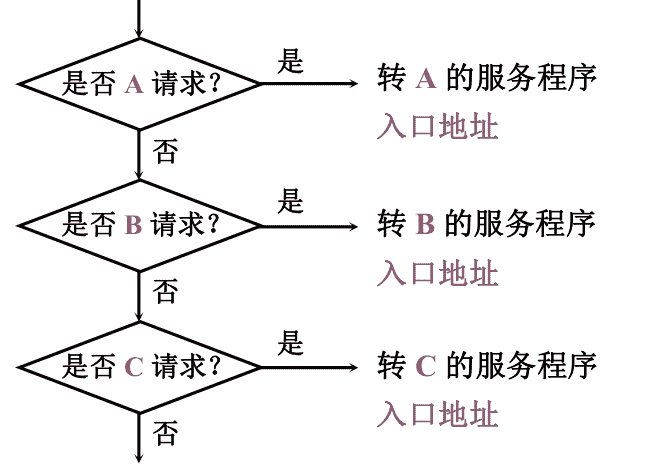 是
是否 A 请求？
转 A 的服务程序
入口地址
否
是
是否 B 请求？
转 B 的服务程序
入口地址
否
是
是否 C 请求？
转 C 的服务程序
入口地址
否